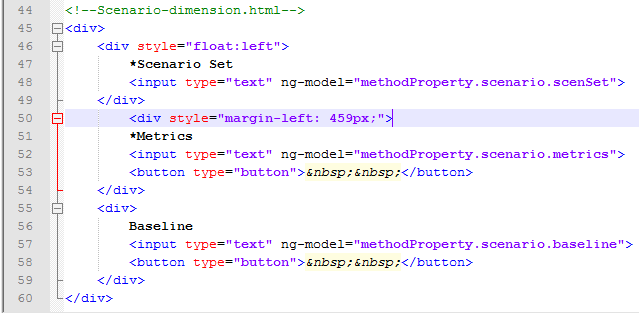 44 <!--Scenario-dimension.html-->
45 <div>
46 <div style="float:left">
47 *Scenario Set
48 <input type="text" ng-model="methodProperty.scenario.scenSet">
49 </div>
50 <div style="margin-left: 459px;">
51 *Metrics
52 <input type="text" ng-model="methodProperty.scenario.metrics">
53 <button type="button">&nbsp;&nbsp;</button>
54 </div>
55 <div>
56 Baseline
57 <input type="text" ng-model="methodProperty.scenario.baseline">
58 <button type="button">&nbsp;&nbsp;</button>
59 </div>
60 </div>